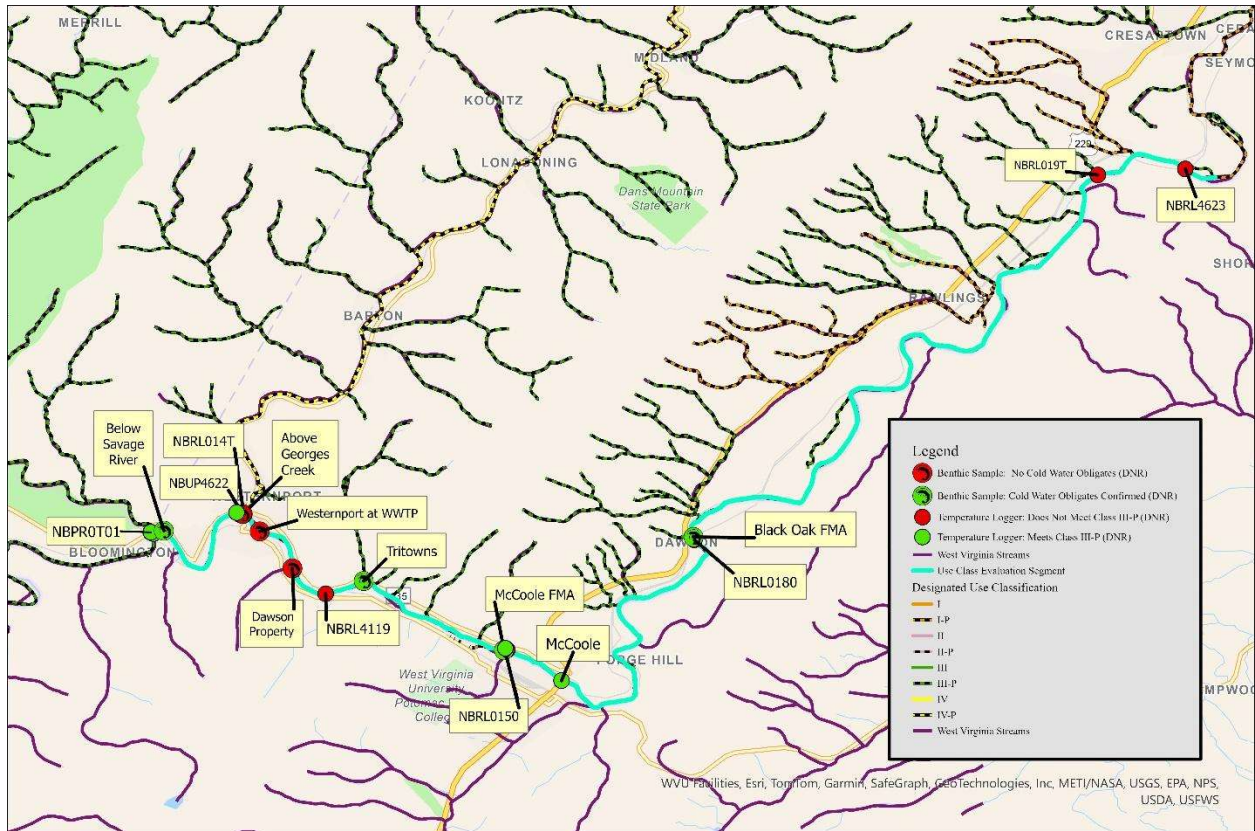 MERRILL
MIDLAND
CRESAPTOWN
SEYMO
KOONTZ
LONACONING
Dans Mountain
State Park
220
NBRL019T
NBRL4623
SHOR
RAWLINGS
BARTON
Below
Savage
River
NBRL014T
NBUP4622
Above
Georges
Creek
Westernport at WWTP
NBPR0T01
BLOOMINGTON
Tritowns
Dawson
Property
NBRL4119
McCoole FMA
McCoole
NBRL0150
DAWSON
Black Oak FMA
NBRL0180
West Virginia
University
Potomac
College
MPWOO
Legend
Benthic Sample: No Cold Water Obligates (DNR)
Benthic Sample: Cold Water Obligates Confirmed (DNR)
Temperature Logger: Does Not Meet Class III-P (DNR)
Temperature Logger: Meets Class III-P (DNR)
West Virginia Streams
Use Class Evaluation Segment
Designated Use Classification
I
I-P
II
II-P
III
III-P
IV
IV-P
West Virginia Streams
WVU Facilities, Esri, TomTom, Garmin, SafeGraph, GeoTechnologies, Inc, METI/NASA, USGS, EPA, NPS,
USDA, USFWS